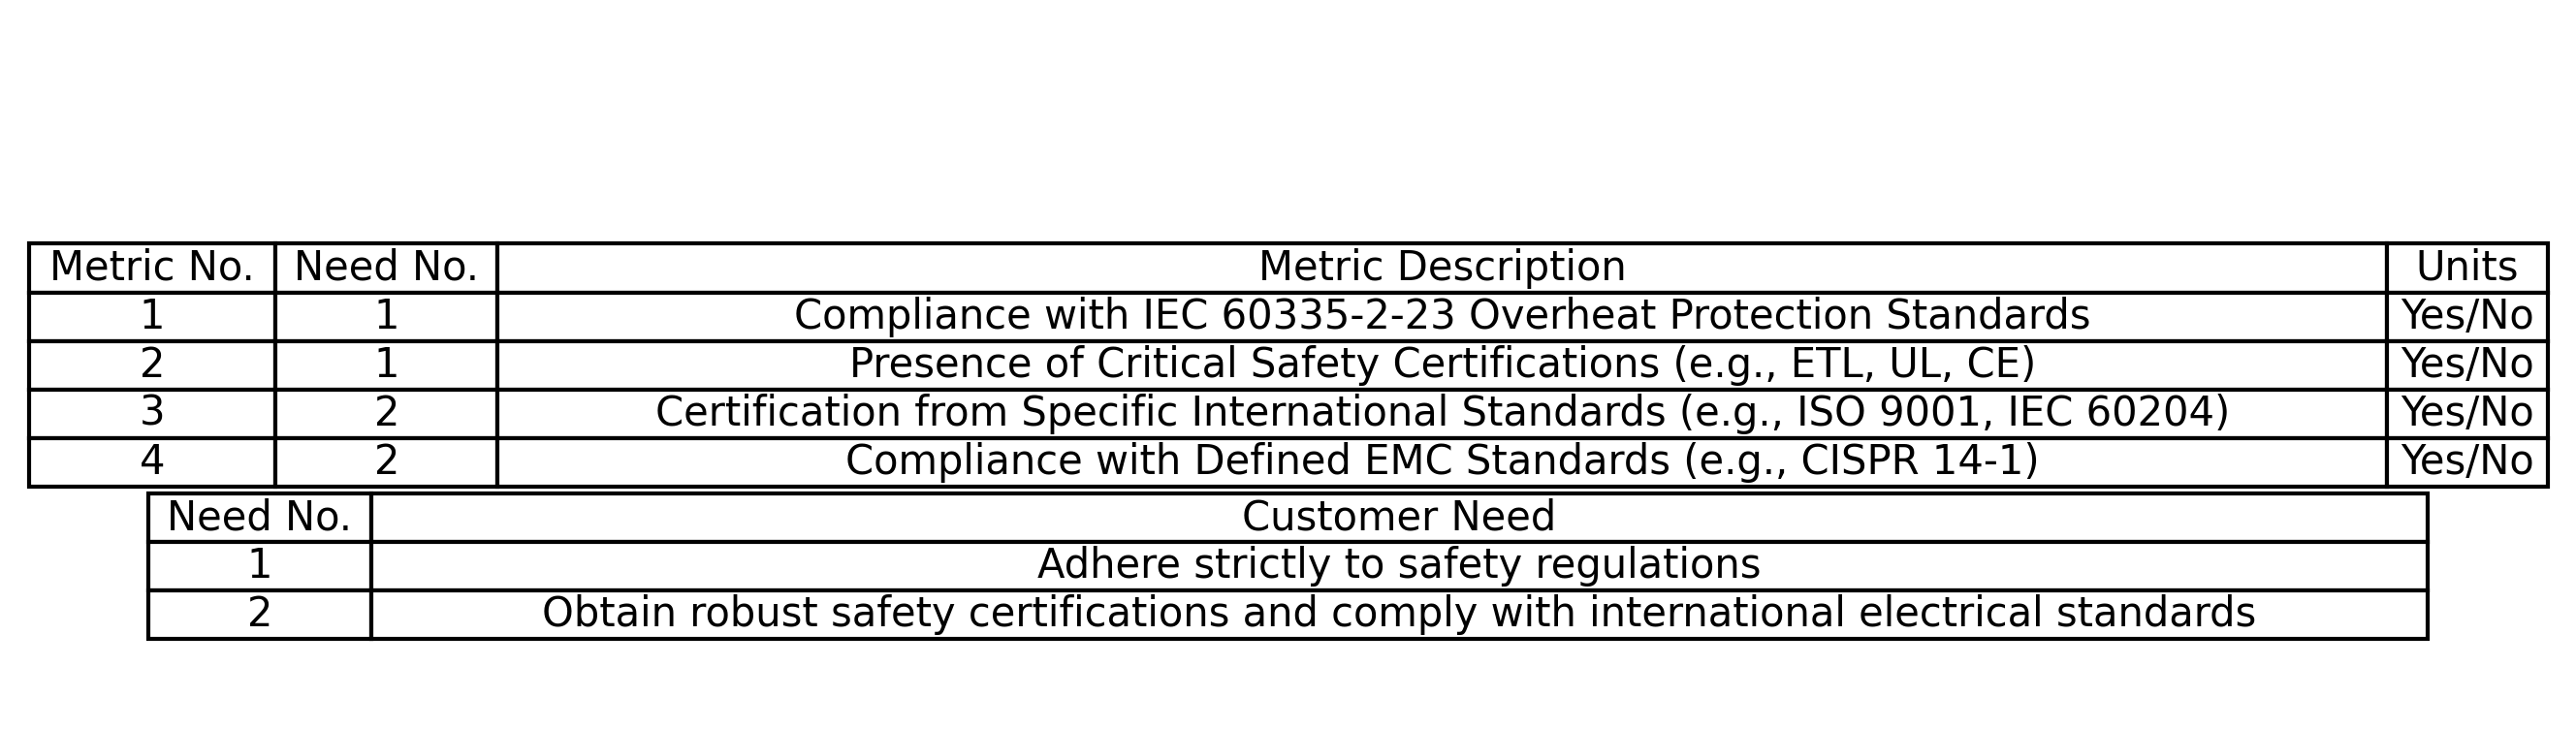 Metric No. Need No. Metric Description Units
1 1 Compliance with IEC 60335-2-23 Overheat Protection Standards Yes/No
2 1 Presence of Critical Safety Certifications (e.g., ETL, UL, CE) Yes/No
3 2 Certification from Specific International Standards (e.g., ISO 9001, IEC 60204) Yes/No
4 2 Compliance with Defined EMC Standards (e.g., CISPR 14-1) Yes/No
Need No. Customer Need
1 Adhere strictly to safety regulations
2 Obtain robust safety certifications and comply with international electrical standards